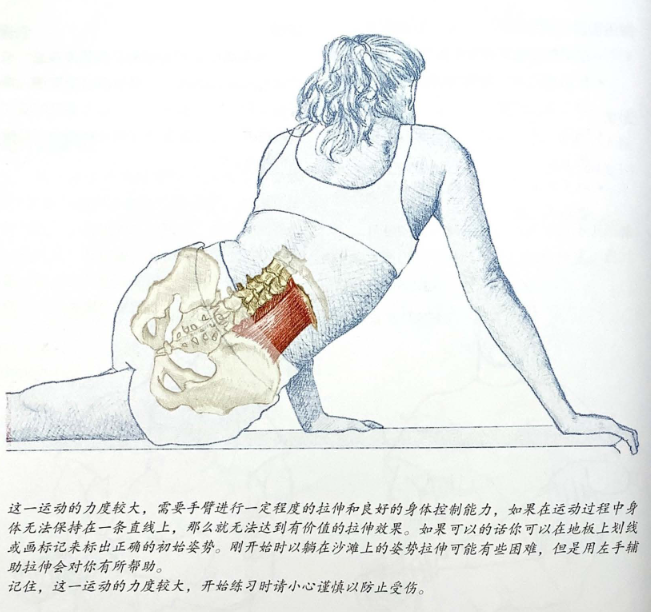 这一运动的力度较大，需要手臂进行一定程度的拉伸和良好的身体控制能力，如果在运动过程中身
体无法保持在一条直线上，那么就无法达到有价值的拉伸效果。如果可以的话你可以在地板上划线
或画标记来标出正确的初始姿势。刚开始时以躺在沙滩上的姿势拉伸可能有些困难，但是用左手辅
助拉伸会对你有所帮助。
记住，这一运动的力度较大，开始练习时请小心谨慎以防止受伤。